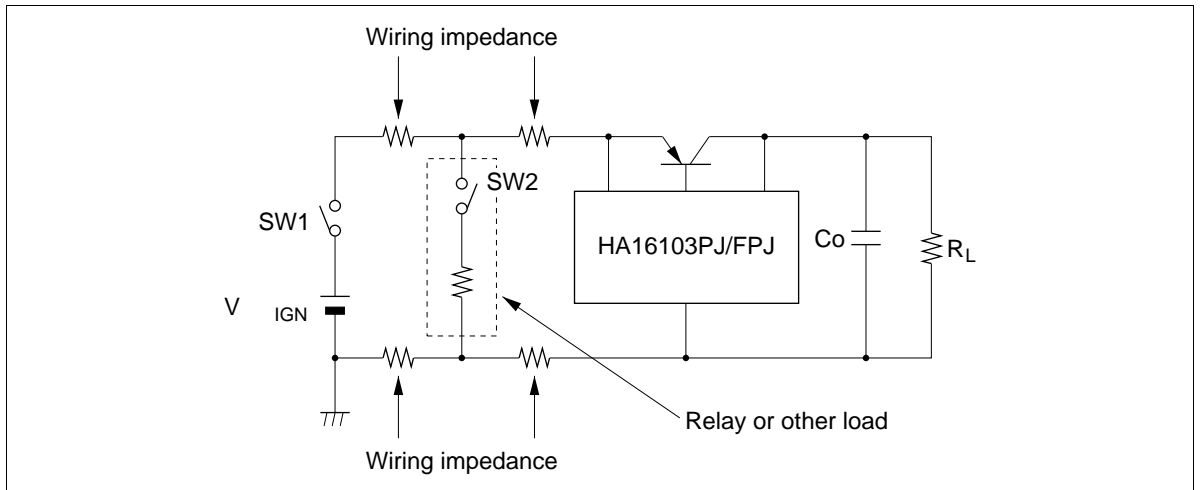 Wiring impedance
SW2
SW1
HA16103PJ/FPJ
Co
RL
V IGN
Relay or other load
Wiring impedance